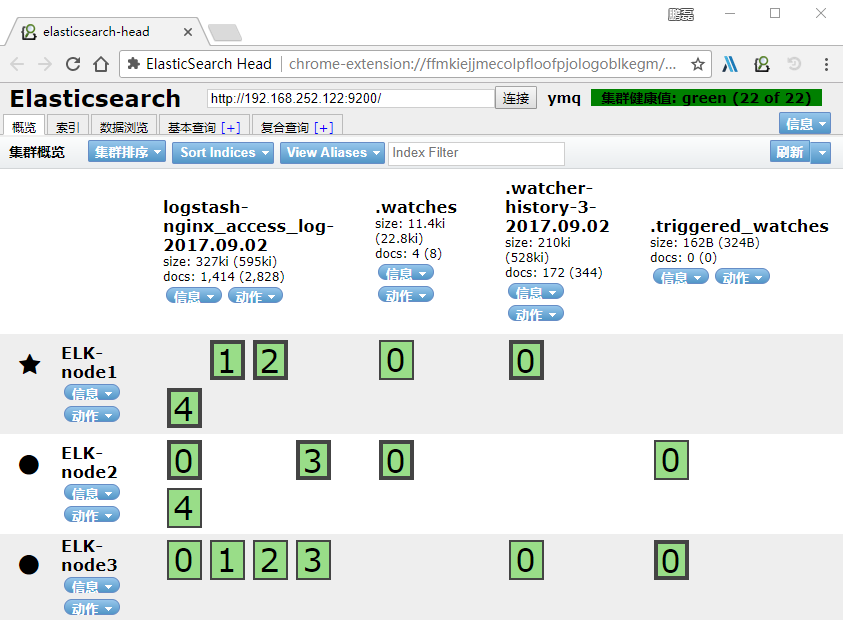 鹏磊
elasticsearch-head
ElasticSearch Head chrome-extension://ffmkiejjmecolpfloofpjologoblkegm/...
Elasticsearch http://192.168.252.122:9200/ 连接 ymq 集群健康值: green (22 of 22)
概览 索引 数据浏览 基本查询 [+] 复合查询 [+] 信息
集群概览 集群排序 Sort Indices View Aliases Index Filter 刷新
logstash-
nginx_access_log-
2017.09.02
size: 327ki (595ki)
docs: 1,414 (2,828)
信息 动作
.watches
size: 11.4ki
(22.8ki)
docs: 4 (8)
信息
动作
.watcher-
history-3-
2017.09.02
size: 210ki
(528ki)
docs: 172 (344)
信息
动作
.triggered_watches
size: 162B (324B)
docs: 0 (0)
信息 动作
ELK-
node1
信息
动作
1 2 0 0
4
ELK-
node2
信息
动作
0 3 0 0
4
ELK-
node3
信息
动作
0 1 2 3 0 0